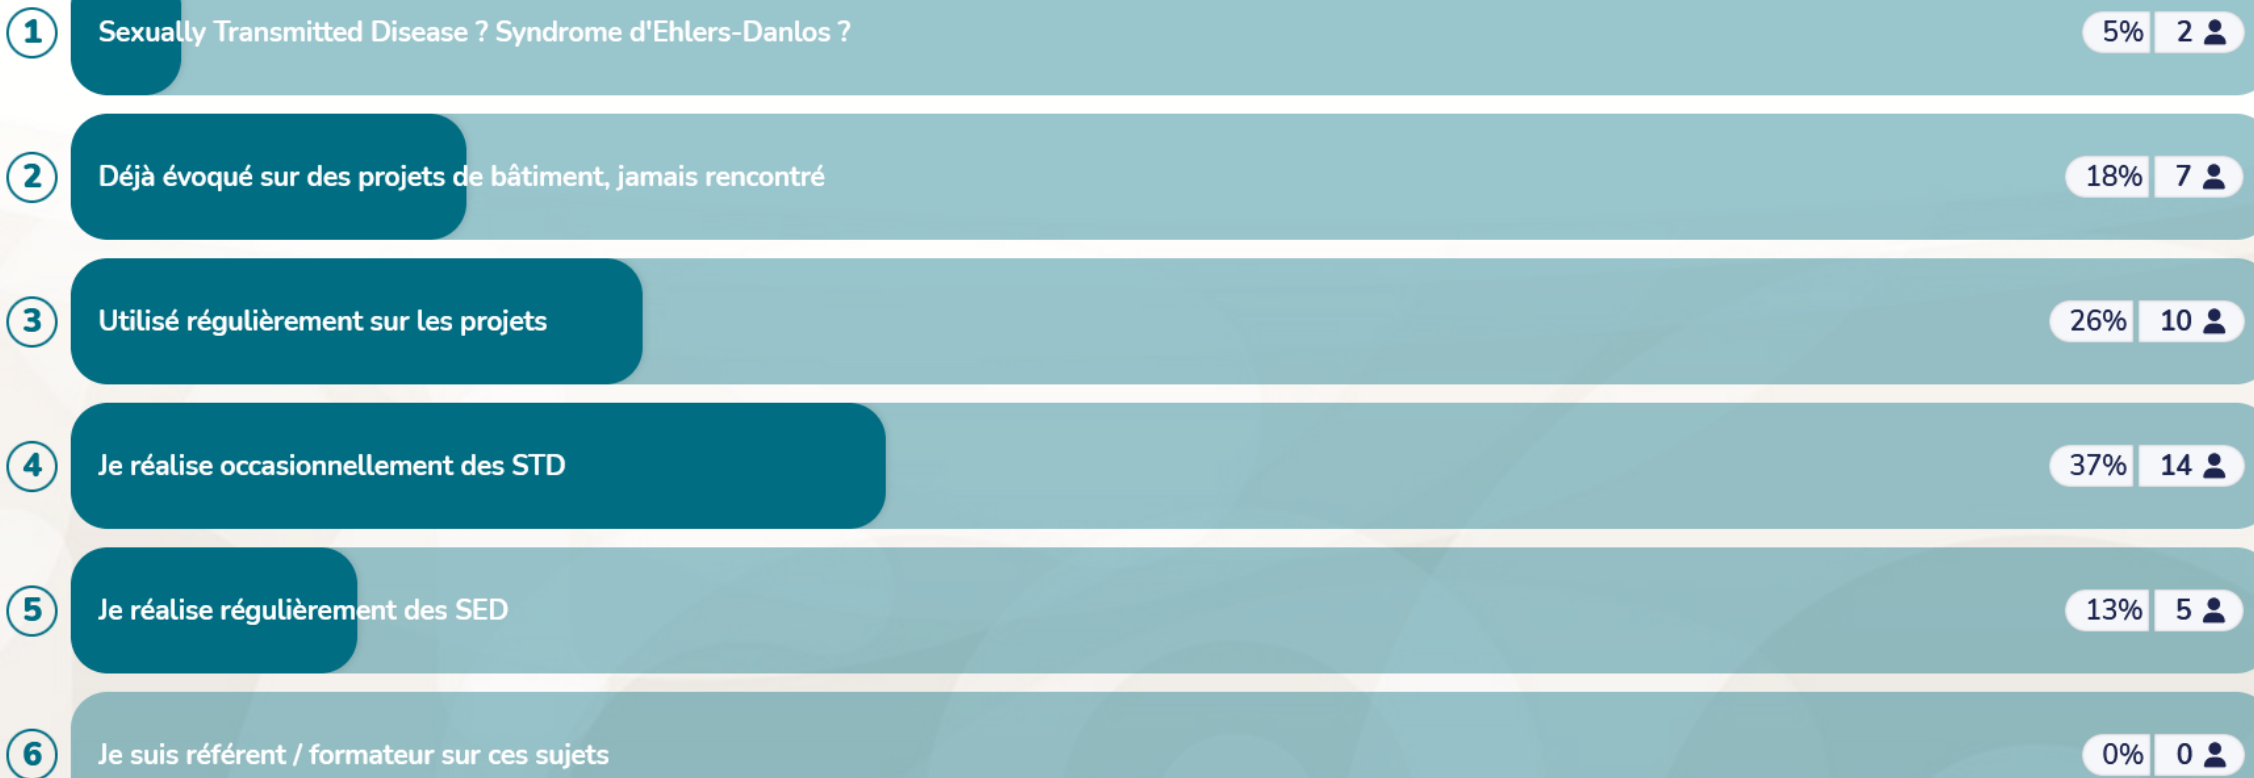 1 Sexually Transmitted Disease ? Syndrome d'Ehlers-Danlos ? 5% 2
2 Déjà évoqué sur des projets de bâtiment, jamais rencontré 18% 7
3 Utilisé régulièrement sur les projets 26% 10
4 Je réalise occasionnellement des STD 37% 14
5 Je réalise régulièrement des SED 13% 5
6 Je suis référent / formateur sur ces sujets 0% 0